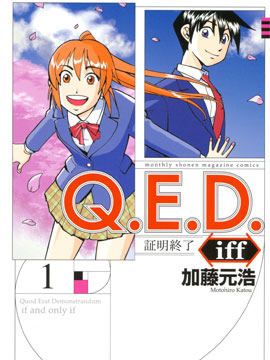 monthly shonen magazine comics
Q.E.D.
証明終了
iff
1
加藤元浩
Motohiro Katou
Quod Erat Demonstrandum
if and only if